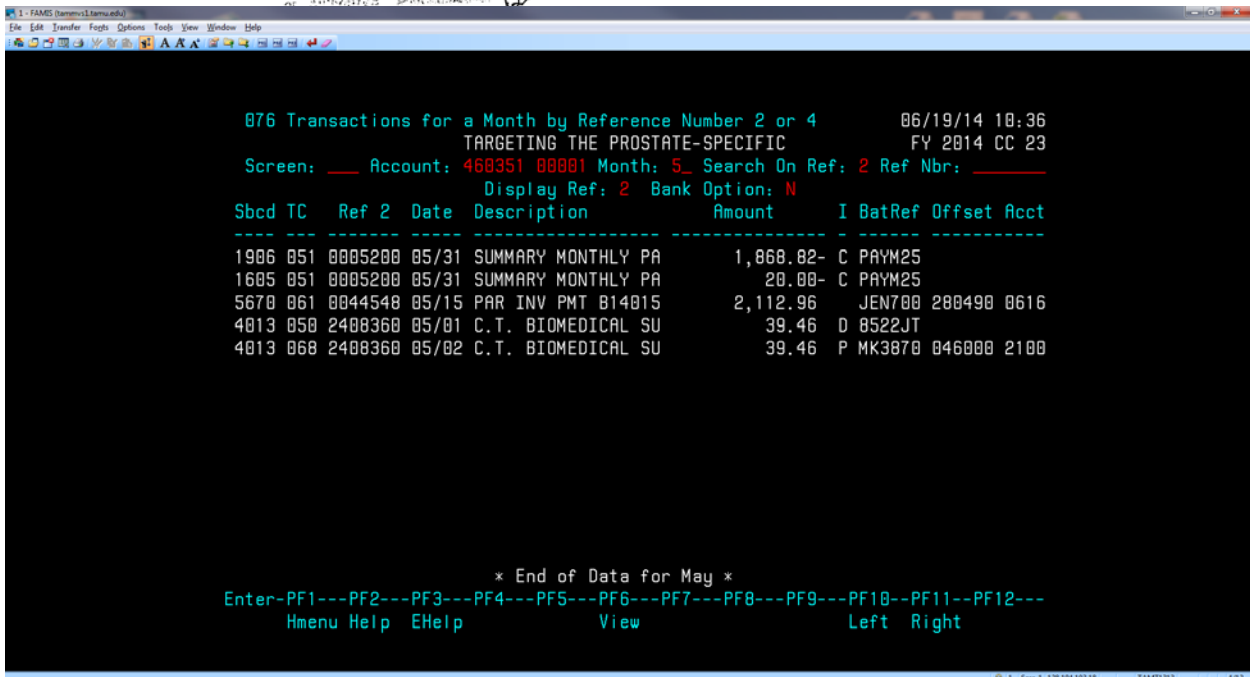 1 - FAMIS (tammvs1.tamu.edu)
File Edit Transfer Fonts Options Tools View Window Help
076 Transactions for a Month by Reference Number 2 or 4 06/19/14 10:36
TARGETING THE PROSTATE-SPECIFIC FY 2014 CC 23
Screen: ___ Account: 460351 00001 Month: 5_ Search On Ref: 2 Ref Nbr: _______
Display Ref: 2 Bank Option: N
Sbcd TC Ref 2 Date Description Amount I BatRef Offset Acct
---- --- ------- ----- ------------------ --------------- - ------ -----------
1906 051 0005200 05/31 SUMMARY MONTHLY PA 1,868.82- C PAYM25
1605 051 0005200 05/31 SUMMARY MONTHLY PA 20.00- C PAYM25
5670 061 0044548 05/15 PAR INV PMT B14015 2,112.96 JEN700 280490 0616
4013 050 2408360 05/01 C.T. BIOMEDICAL SU 39.46 D 8522JT
4013 068 2408360 05/02 C.T. BIOMEDICAL SU 39.46 P MK3870 046000 2100
* End of Data for May *
Enter-PF1---PF2---PF3---PF4---PF5---PF6---PF7---PF8---PF9---PF10--PF11--PF12---
Hmenu Help EHelp View Left Right